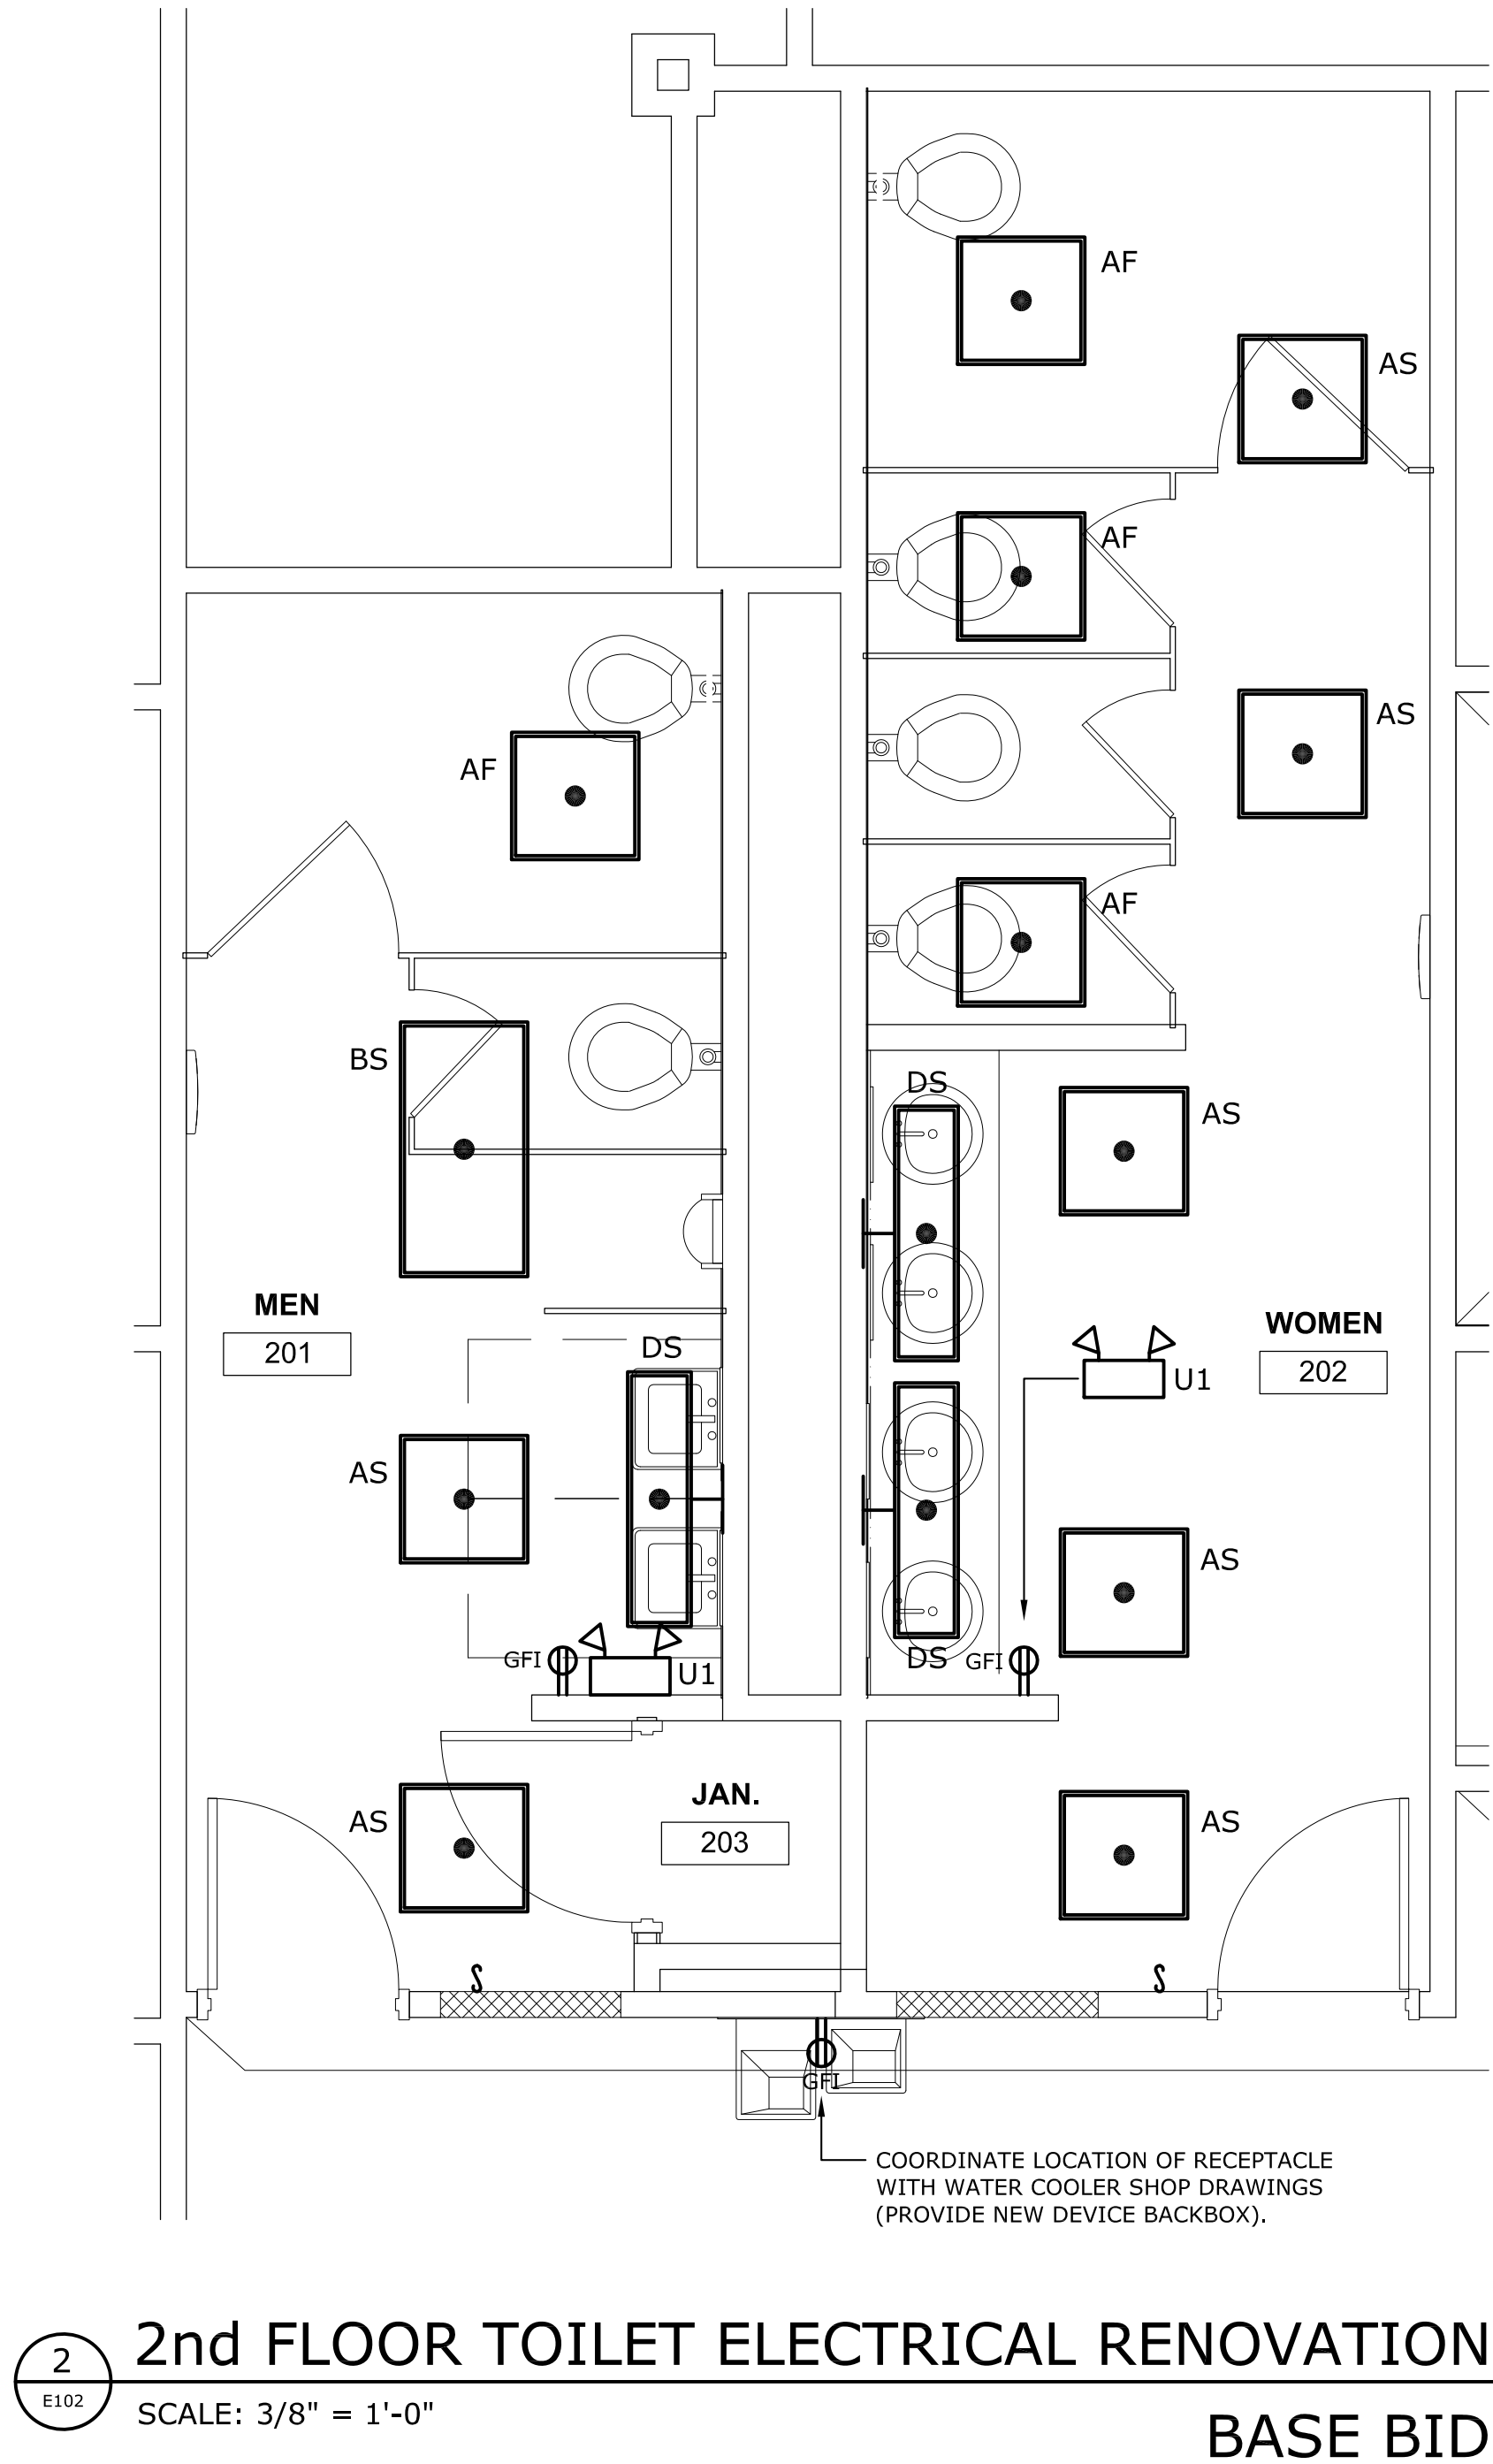 AF
AS
AF
AS
AF
AF
BS
DS
AS
MEN
201
WOMEN
202
DS
U1
AS
AS
GFI
U1
DS
GFI
JAN.
203
AS
AS
S
S
GFI
COORDINATE LOCATION OF RECEPTACLE
WITH WATER COOLER SHOP DRAWINGS
(PROVIDE NEW DEVICE BACKBOX).
2
E102
2nd FLOOR TOILET ELECTRICAL RENOVATION
SCALE: 3/8" = 1'-0"
BASE BID